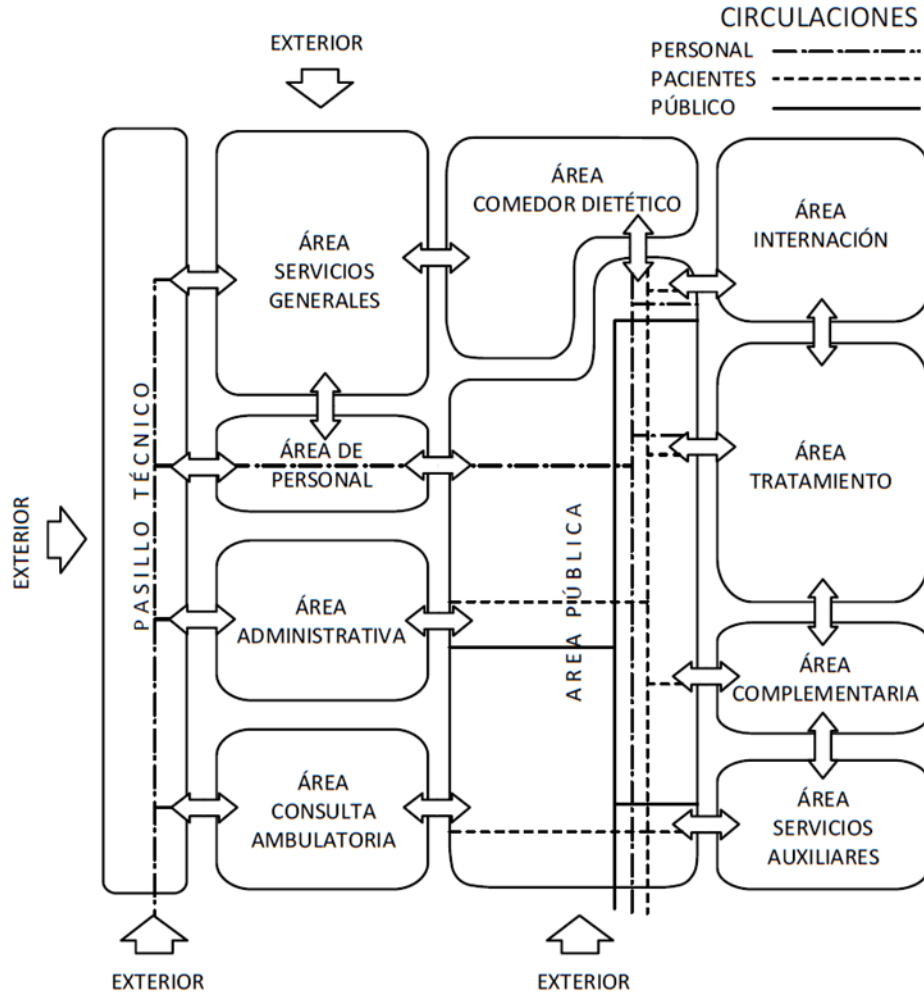 CIRCULACIONES
PERSONAL
PACIENTES
PÚBLICO
EXTERIOR
ÁREA
SERVICIOS
GENERALES
ÁREA
COMEDOR DIETÉTICO
ÁREA
INTERNACIÓN
PASILLO TÉCNICO
ÁREA DE
PERSONAL
AREA PÚBLICA
ÁREA
TRATAMIENTO
EXTERIOR
ÁREA
ADMINISTRATIVA
ÁREA
COMPLEMENTARIA
ÁREA
CONSULTA
AMBULATORIA
ÁREA
SERVICIOS
AUXILIARES
EXTERIOR
EXTERIOR